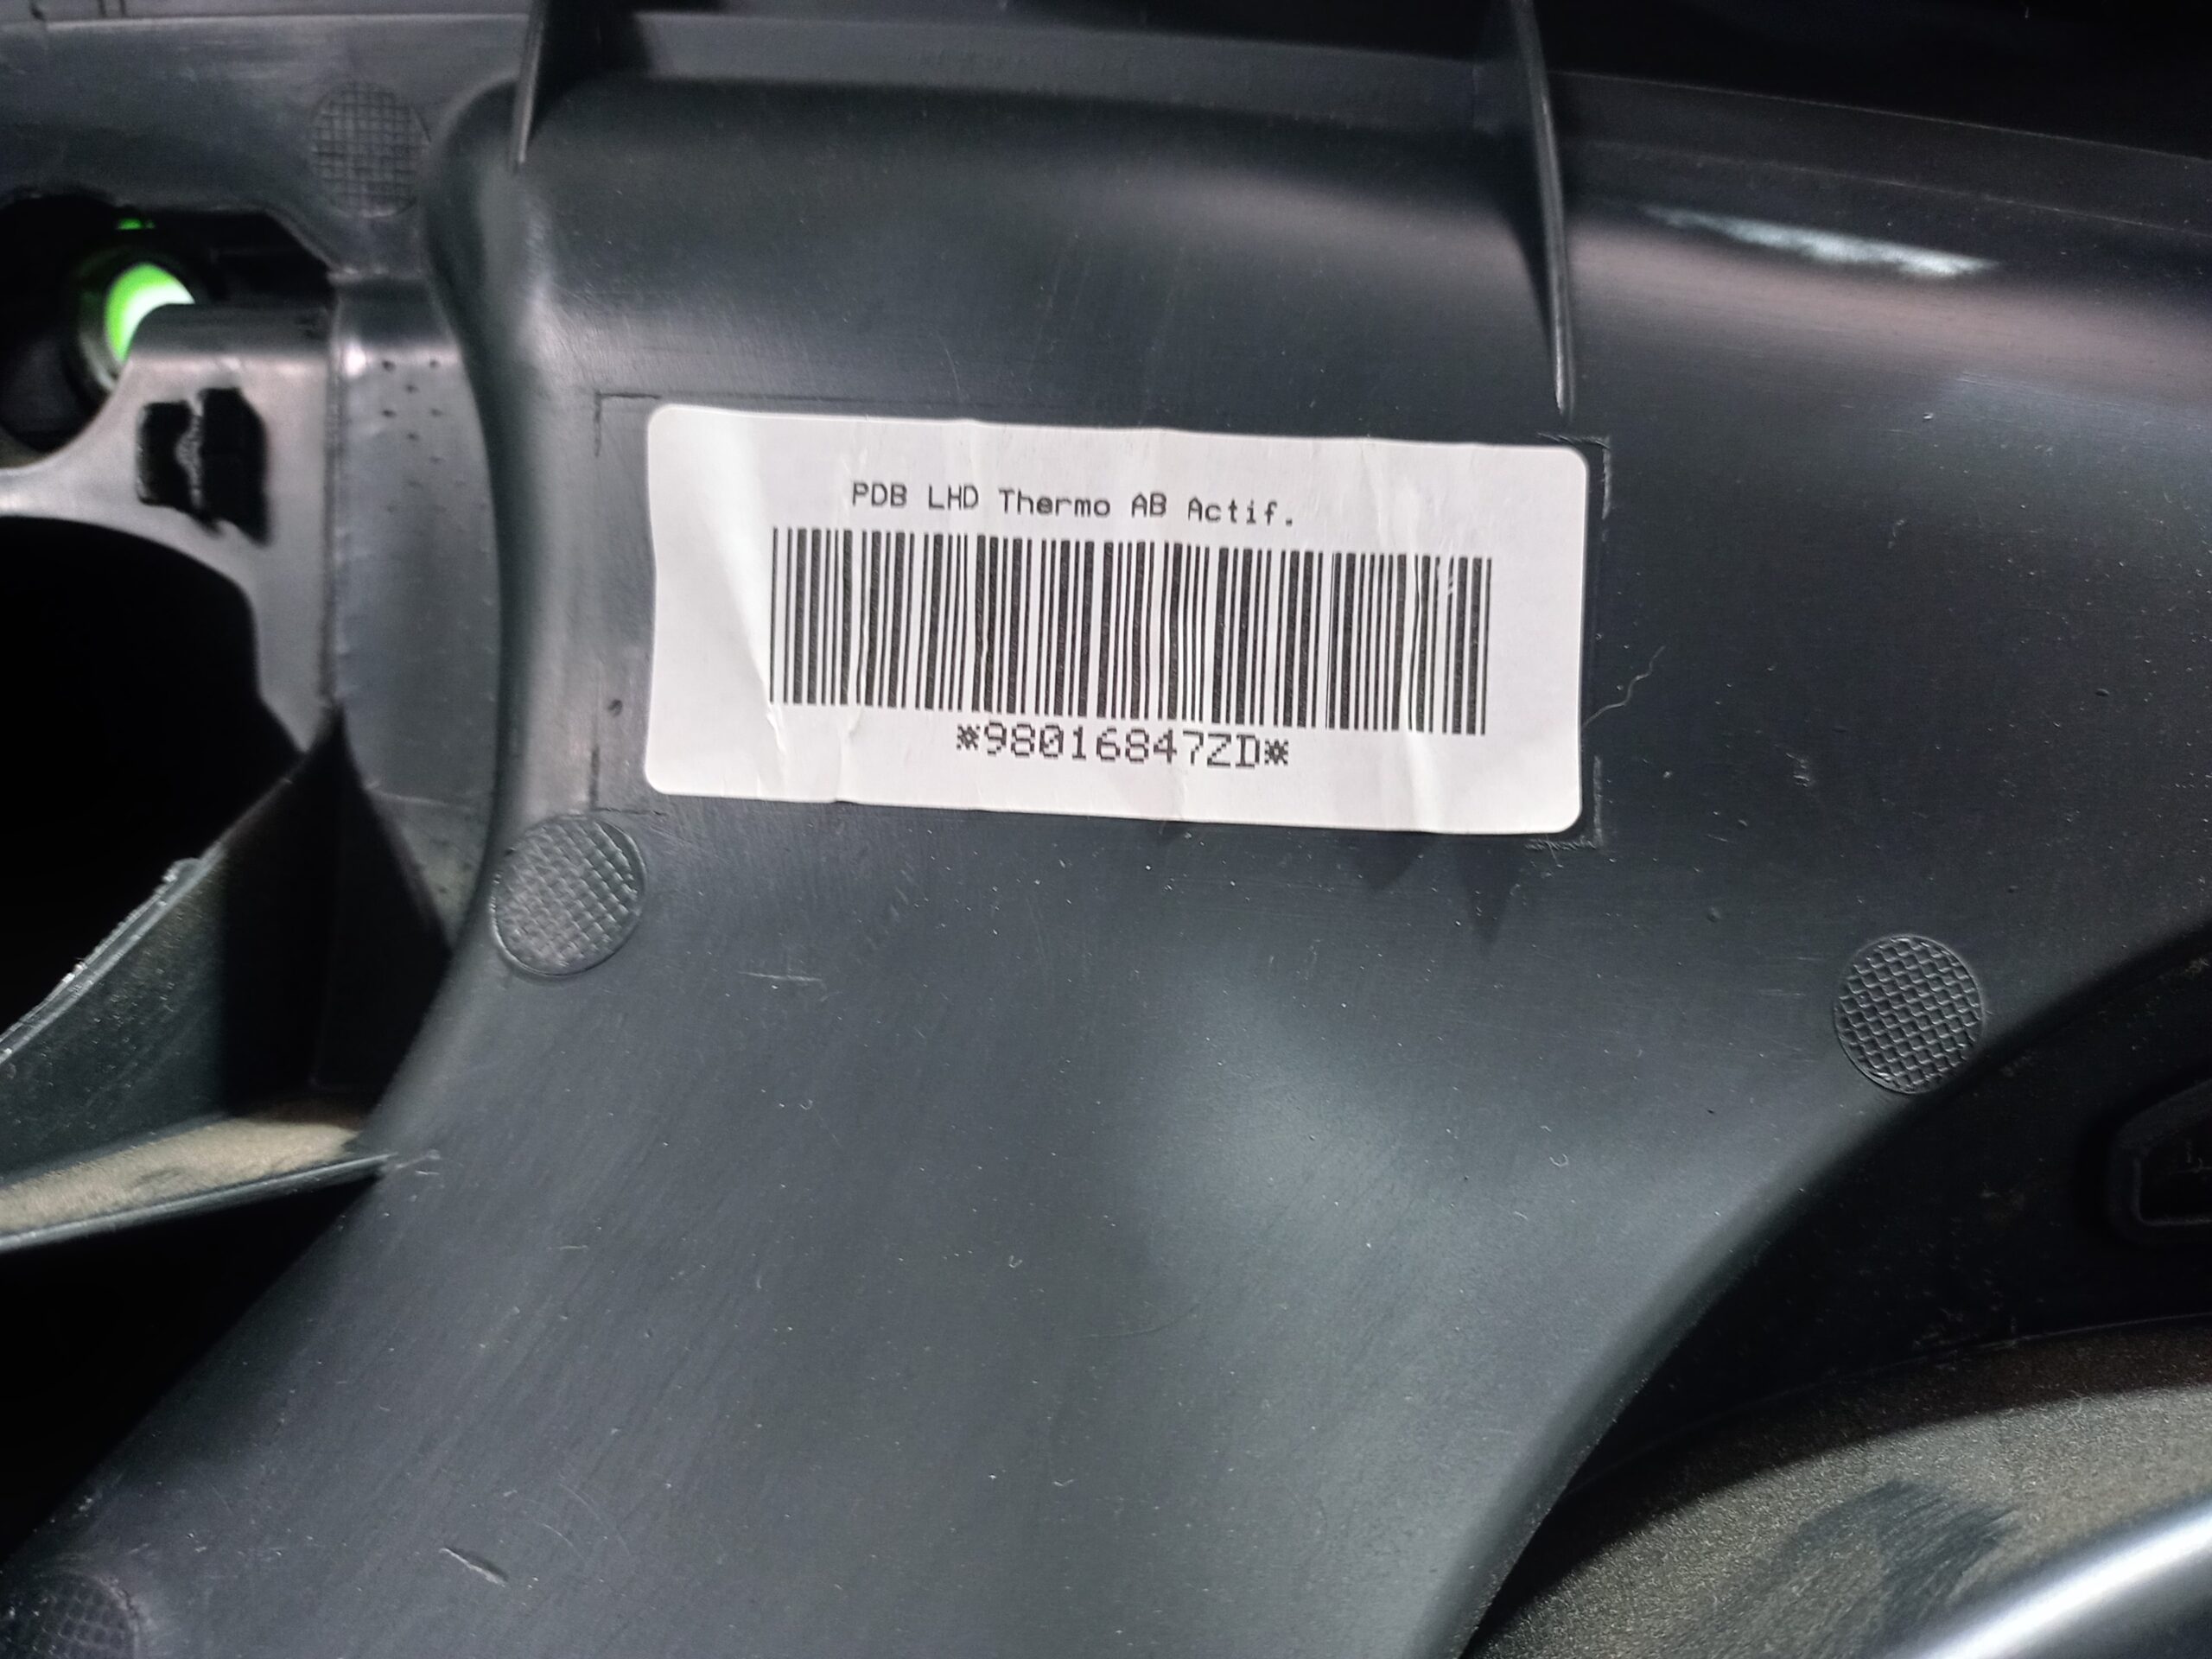 PDB LHD Thermo AB Actif.
*98016847ZD*